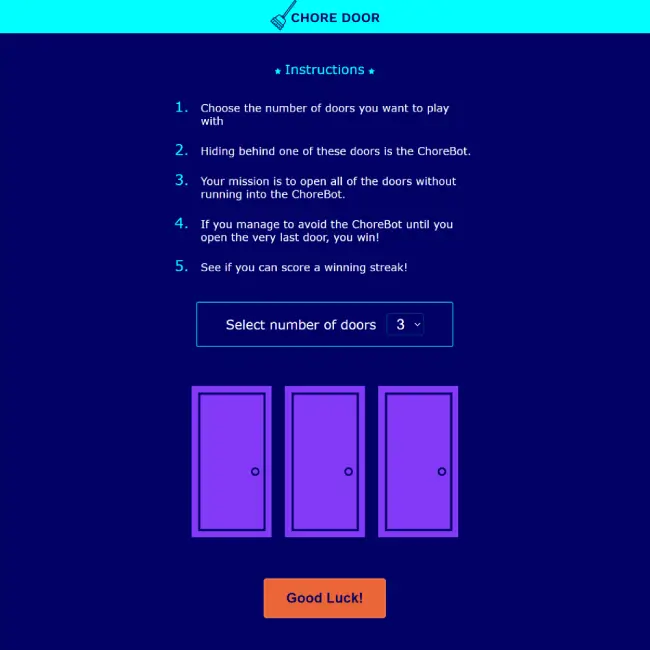 CHORE DOOR
Instructions
1. Choose the number of doors you want to play
with
2. Hiding behind one of these doors is the ChoreBot.
3. Your mission is to open all of the doors without
running into the ChoreBot.
4. If you manage to avoid the ChoreBot until you
open the very last door, you win!
5. See if you can score a winning streak!
Select number of doors 3
Good Luck!